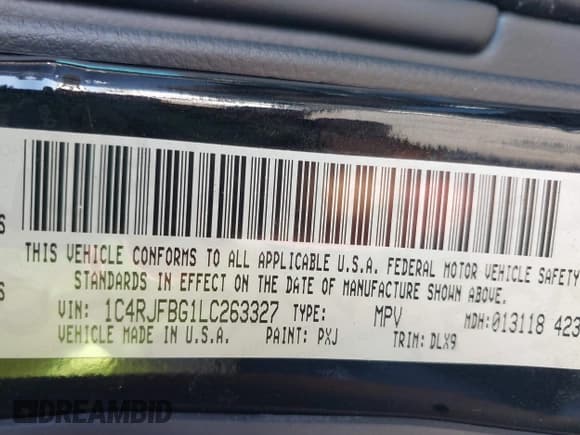 S
THIS VEHICLE CONFORMS TO ALL APPLICABLE U.S.A. FEDERAL MOTOR VEHICLE SAFETY
S
STANDARDS IN EFFECT ON THE DATE OF MANUFACTURE SHOWN ABOVE.
VIN: 1C4RJFBG1LC263327 TYPE: MPV MDH:013118 423
VEHICLE MADE IN U.S.A. PAINT: PXJ TRIM: DLX9
DREAMBID